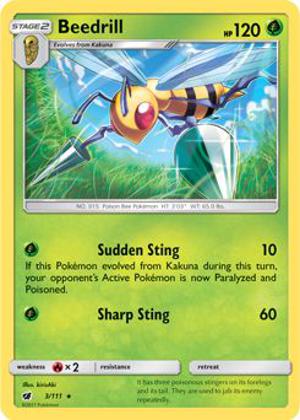 STAGE2
Beedrill
HP 120
Evolves from Kakuna
NO. 015 Poison Bee Pokémon HT: 3'03" WT: 65.0 lbs.
Sudden Sting 10
If this Pokémon evolved from Kakuna during this turn,
your opponent's Active Pokémon is now Paralyzed and
Poisoned.
Sharp Sting 60
weakness ×2 resistance retreat
Illus. kirisAki
3/111
©2017 Pokémon
It has three poisonous stingers on its forelegs
and its tail. They are used to jab its enemy
repeatedly.